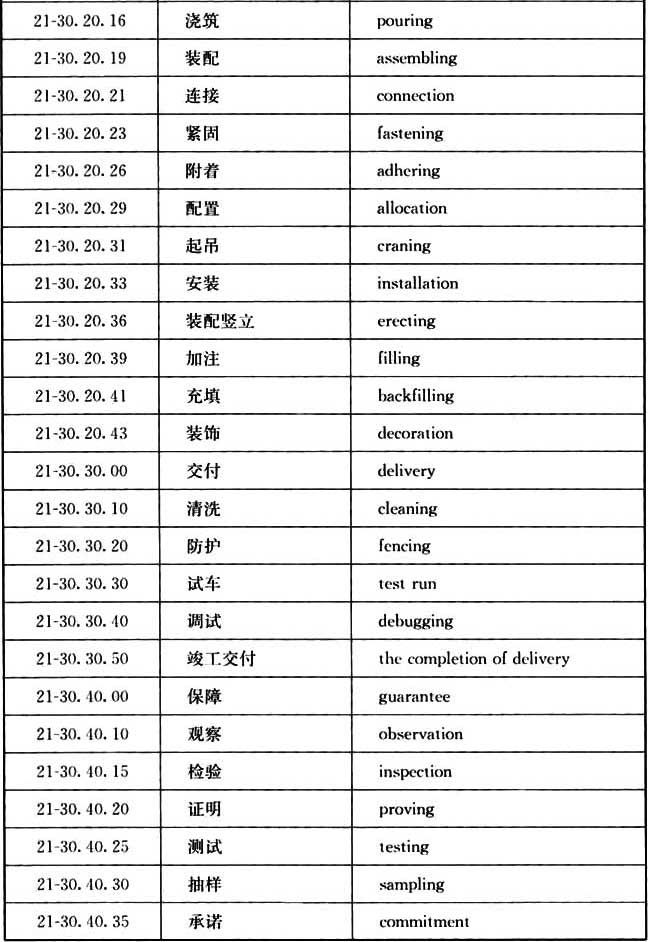 21-30.20.16 浇筑 pouring
21-30.20.19 装配 assembling
21-30.20.21 连接 connection
21-30.20.23 紧固 fastening
21-30.20.26 附着 adhering
21-30.20.29 配置 allocation
21-30.20.31 起吊 craning
21-30.20.33 安装 installation
21-30.20.36 装配竖立 erecting
21-30.20.39 加注 filling
21-30.20.41 充填 backfilling
21-30.20.43 装饰 decoration
21-30.30.00 交付 delivery
21-30.30.10 清洗 cleaning
21-30.30.20 防护 fencing
21-30.30.30 试车 test run
21-30.30.40 调试 debugging
21-30.30.50 竣工交付 the completion of delivery
21-30.40.00 保障 guarantee
21-30.40.10 观察 observation
21-30.40.15 检验 inspection
21-30.40.20 证明 proving
21-30.40.25 测试 testing
21-30.40.30 抽样 sampling
21-30.40.35 承诺 commitment